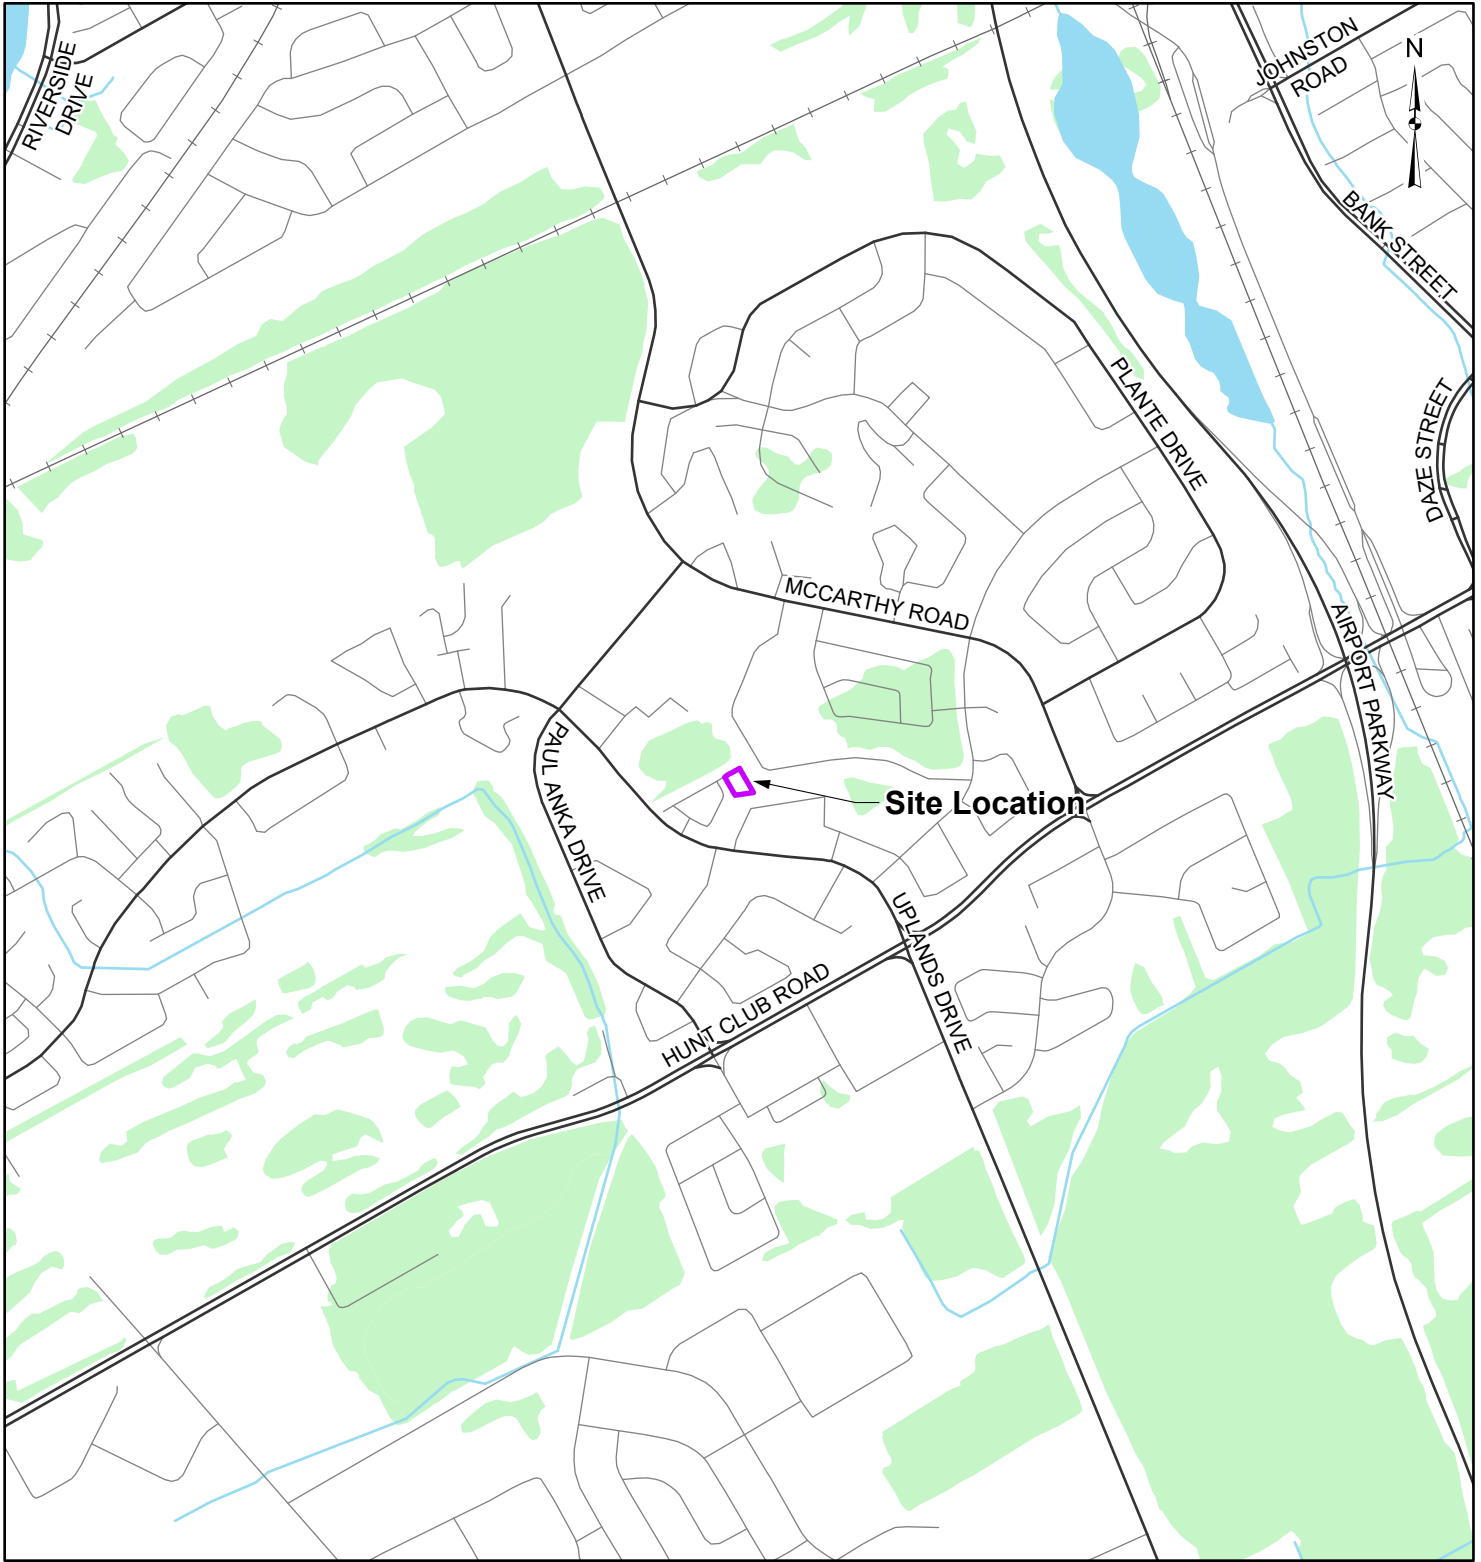 JOHNSTON
ROAD
N
RIVERSIDE
DRIVE
BANK STREET
PLANTE DRIVE
DAZE STREET
MCCARTHY ROAD
AIRPORT PARKWAY
PAUL ANKA DRIVE
Site Location
UPLANDS DRIVE
HUNT CLUB ROAD